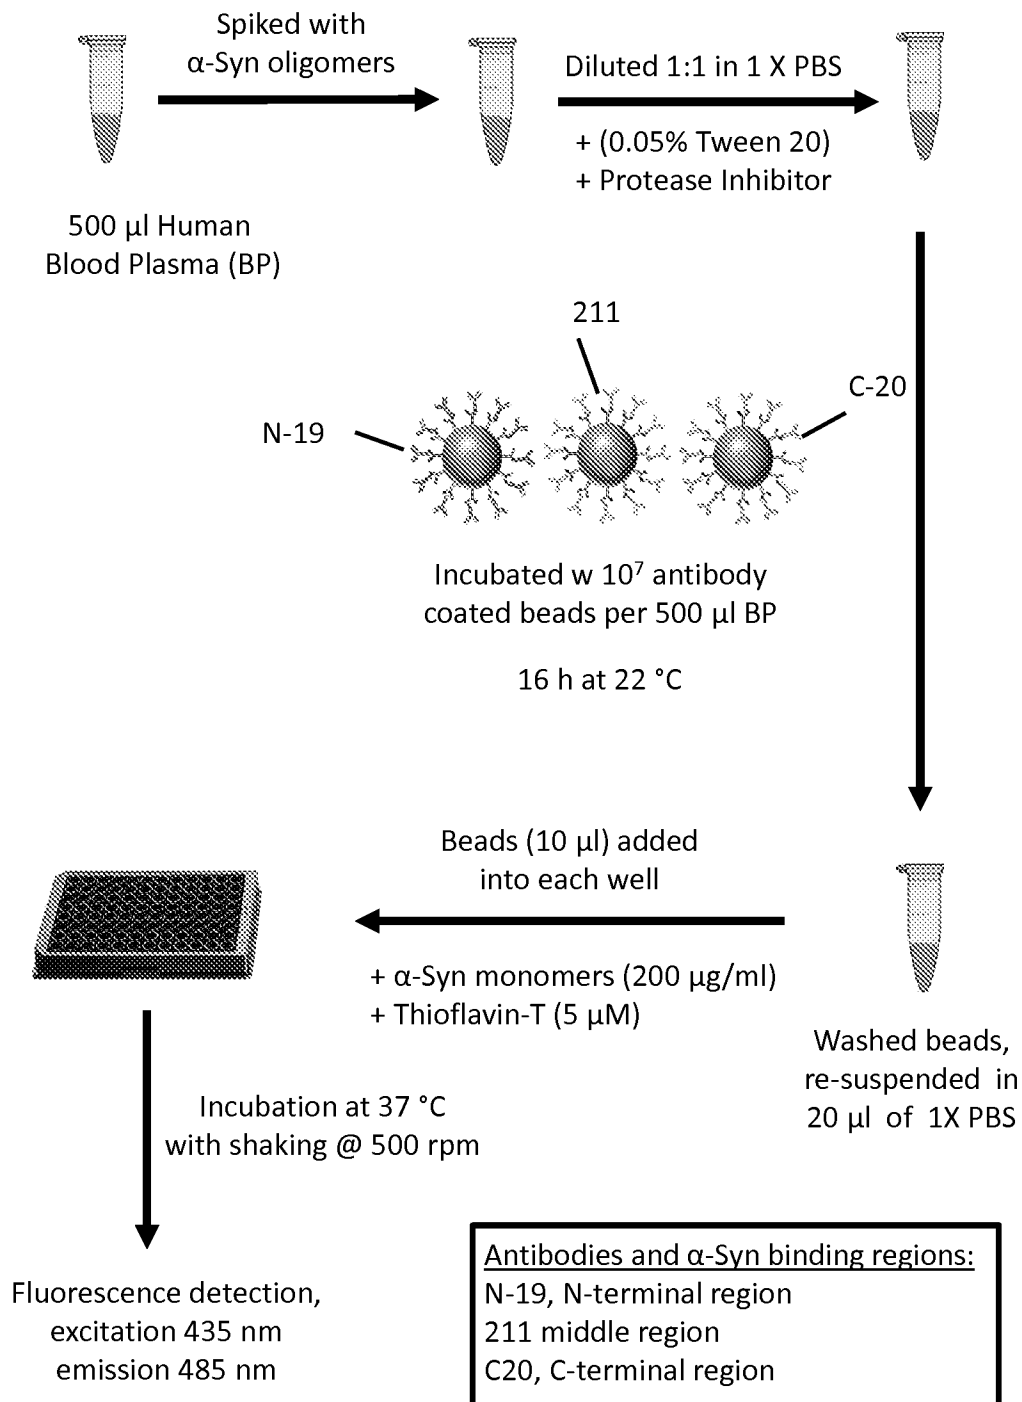 Spiked with
α-Syn oligomers
Diluted 1:1 in 1 X PBS
+ (0.05% Tween 20)
+ Protease Inhibitor
500 µl Human
Blood Plasma (BP)
211
C-20
N-19
Incubated w 10⁷ antibody
coated beads per 500 µl BP
16 h at 22 °C
Beads (10 µl) added
into each well
+ α-Syn monomers (200 µg/ml)
+ Thioflavin-T (5 µM)
Washed beads,
re-suspended in
20 µl of 1X PBS
Incubation at 37 °C
with shaking @ 500 rpm
Fluorescence detection,
excitation 435 nm
emission 485 nm
Antibodies and α-Syn binding regions:
N-19, N-terminal region
211 middle region
C20, C-terminal region